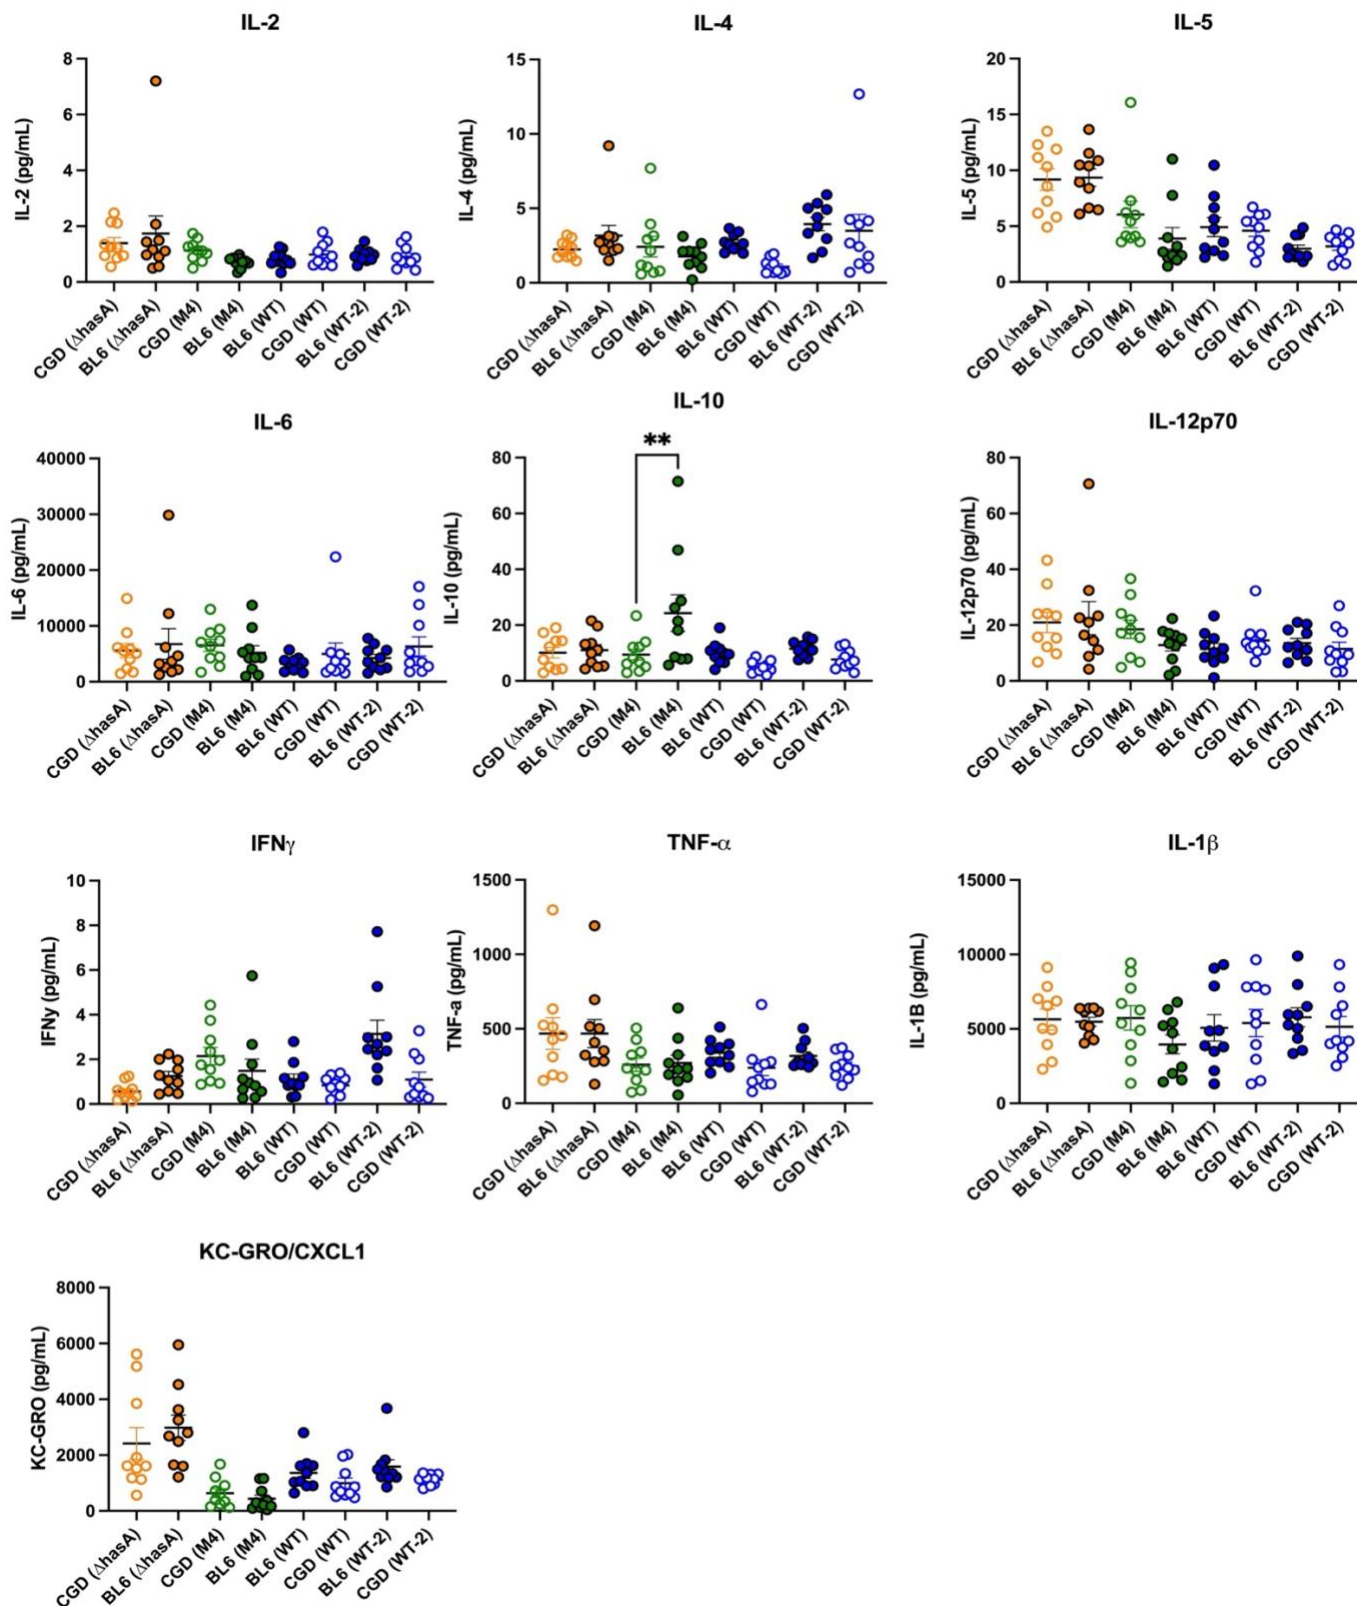 IL-2
IL-2 (pg/mL)
8
6
4
2
0
CGD (ΔhasA)
BL6 (ΔhasA)
CGD (M4)
BL6 (M4)
BL6 (WT)
CGD (WT)
BL6 (WT-2)
CGD (WT-2)
IL-4
IL-4 (pg/mL)
15
10
5
0
CGD (ΔhasA)
BL6 (ΔhasA)
CGD (M4)
BL6 (M4)
BL6 (WT)
CGD (WT)
BL6 (WT-2)
CGD (WT-2)
IL-5
IL-5 (pg/mL)
20
15
10
5
0
CGD (ΔhasA)
BL6 (ΔhasA)
CGD (M4)
BL6 (M4)
BL6 (WT)
CGD (WT)
BL6 (WT-2)
CGD (WT-2)
IL-6
IL-6 (pg/mL)
40000
30000
20000
10000
0
CGD (ΔhasA)
BL6 (ΔhasA)
CGD (M4)
BL6 (M4)
BL6 (WT)
CGD (WT)
BL6 (WT-2)
CGD (WT-2)
IL-10
**
IL-10 (pg/mL)
80
60
40
20
0
CGD (ΔhasA)
BL6 (ΔhasA)
CGD (M4)
BL6 (M4)
BL6 (WT)
CGD (WT)
BL6 (WT-2)
CGD (WT-2)
IL-12p70
IL-12p70 (pg/mL)
80
60
40
20
0
CGD (ΔhasA)
BL6 (ΔhasA)
CGD (M4)
BL6 (M4)
BL6 (WT)
CGD (WT)
BL6 (WT-2)
CGD (WT-2)
IFNγ
IFNy (pg/mL)
10
8
6
4
2
0
CGD (ΔhasA)
BL6 (ΔhasA)
CGD (M4)
BL6 (M4)
BL6 (WT)
CGD (WT)
BL6 (WT-2)
CGD (WT-2)
TNF-α
TNF-a (pg/mL)
1500
1000
500
0
CGD (ΔhasA)
BL6 (ΔhasA)
CGD (M4)
BL6 (M4)
BL6 (WT)
CGD (WT)
BL6 (WT-2)
CGD (WT-2)
IL-1β
IL-1B (pg/mL)
15000
10000
5000
0
CGD (ΔhasA)
BL6 (ΔhasA)
CGD (M4)
BL6 (M4)
BL6 (WT)
CGD (WT)
BL6 (WT-2)
CGD (WT-2)
KC-GRO/CXCL1
KC-GRO (pg/mL)
8000
6000
4000
2000
0
CGD (ΔhasA)
BL6 (ΔhasA)
CGD (M4)
BL6 (M4)
BL6 (WT)
CGD (WT)
BL6 (WT-2)
CGD (WT-2)